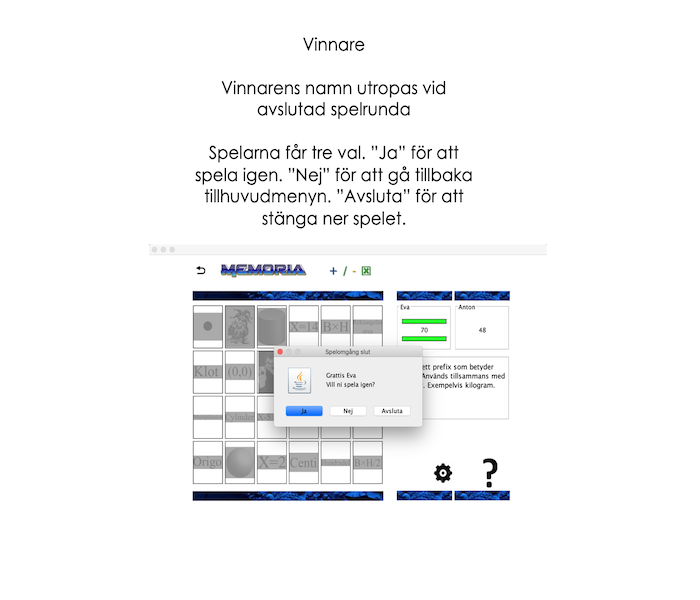 Vinnare
Vinnarens namn utropas vid
avslutad spelrunda
Spelarna får tre val. ”Ja” för att
spela igen. ”Nej” för att gå tillbaka
tillhuvudmenyn. ”Avsluta” för att
stänga ner spelet.
MEMORIA + / -
Eva Anton
70 48
X=14 B×H
Spelomgång slut
ett prefix som betyder
Används tillsammans med
. Exempelvis kilogram.
Klot (0,0)
Grattis Eva
Vill ni spela igen?
Ja Nej Avsluta
Cylinder
Origo X=2 Centi B×H/2
?